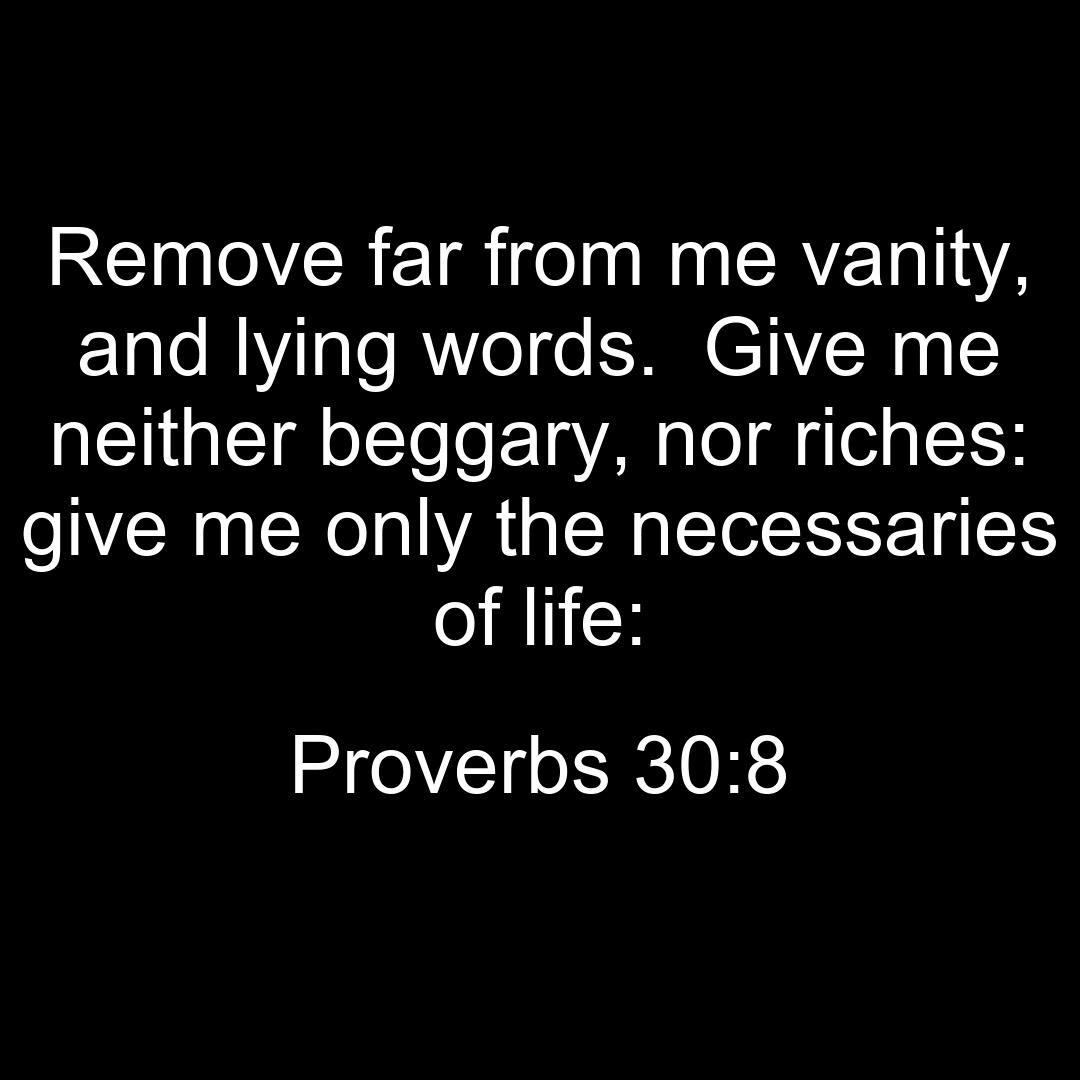 Remove far from me vanity,
and lying words.  Give me
neither beggary, nor riches:
give me only the necessaries
of life:
Proverbs 30:8